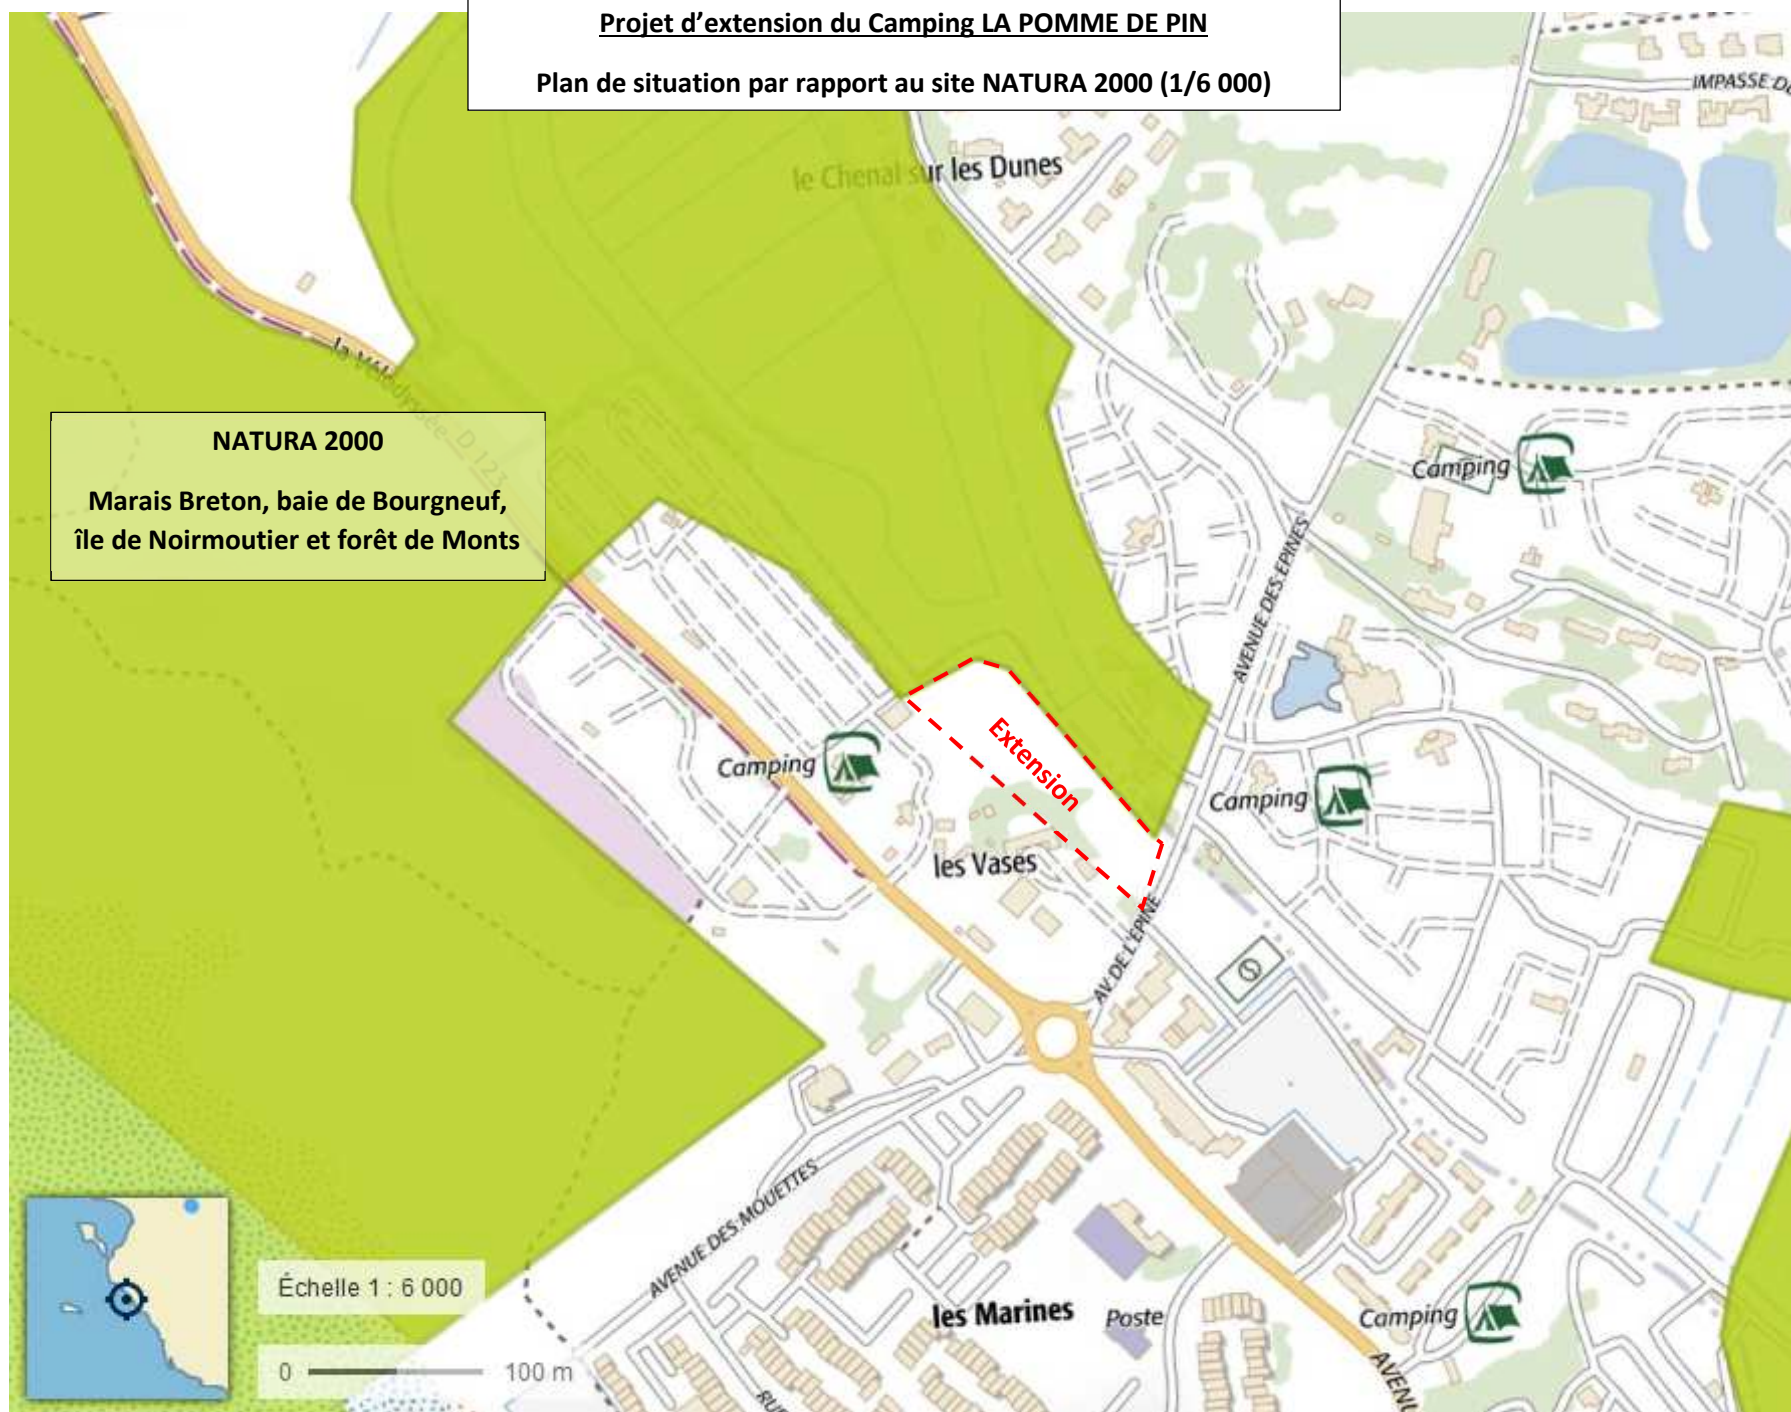 Projet d'extension du Camping LA POMME DE PIN
Plan de situation par rapport au site NATURA 2000 (1/6 000)
IMPASSE
le Chenal sur les Dunes
la Vélodyssée
D 123
NATURA 2000
Marais Breton, baie de Bourgneuf,
île de Noirmoutier et forêt de Monts
Camping
AVENUE DES EPINES
Extension
Camping
Camping
les Vases
AV DE L'EPINE
AVENUE DES MOUETTES
Échelle 1 : 6 000
les Marines
Poste
Camping
0
100 m